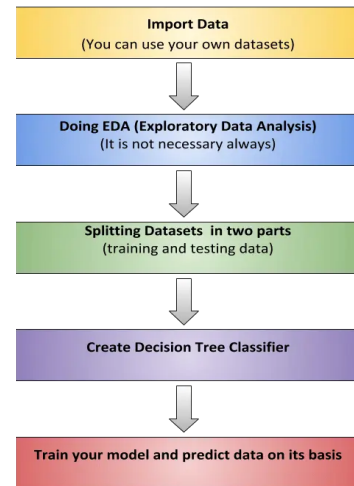 Import Data
(You can use your own datasets)
Doing EDA (Exploratory Data Analysis)
(It is not necessary always)
Splitting Datasets in two parts
(training and testing data)
Create Decision Tree Classifier
Train your model and predict data on its basis